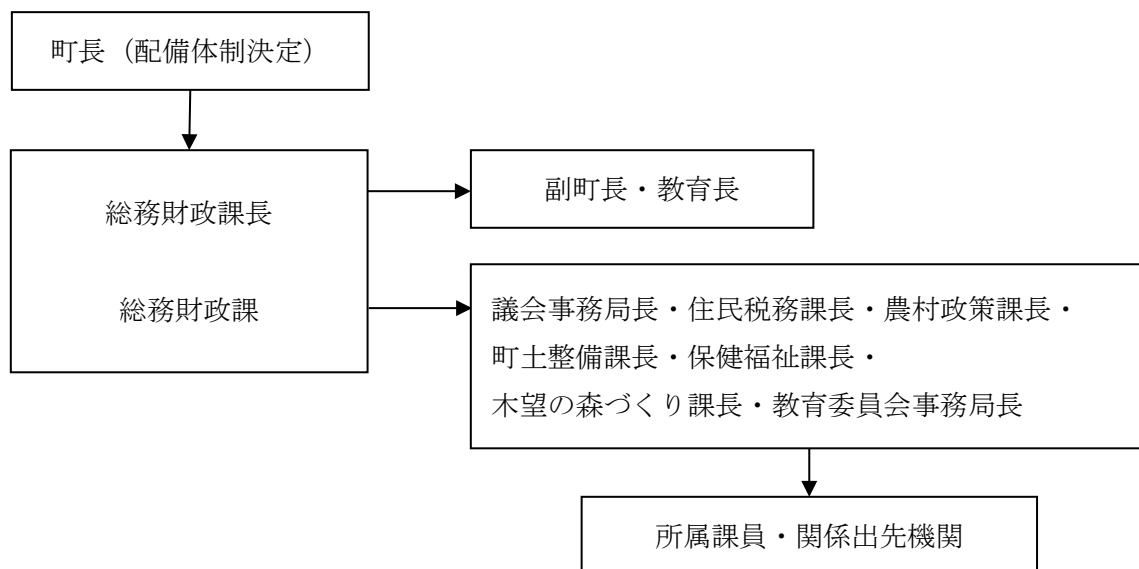 町長（配備体制決定）
総務財政課長
総務財政課
副町長・教育長
議会事務局長・住民税務課長・農村政策課長・
町土整備課長・保健福祉課長・
木望の森づくり課長・教育委員会事務局長
所属課員・関係出先機関